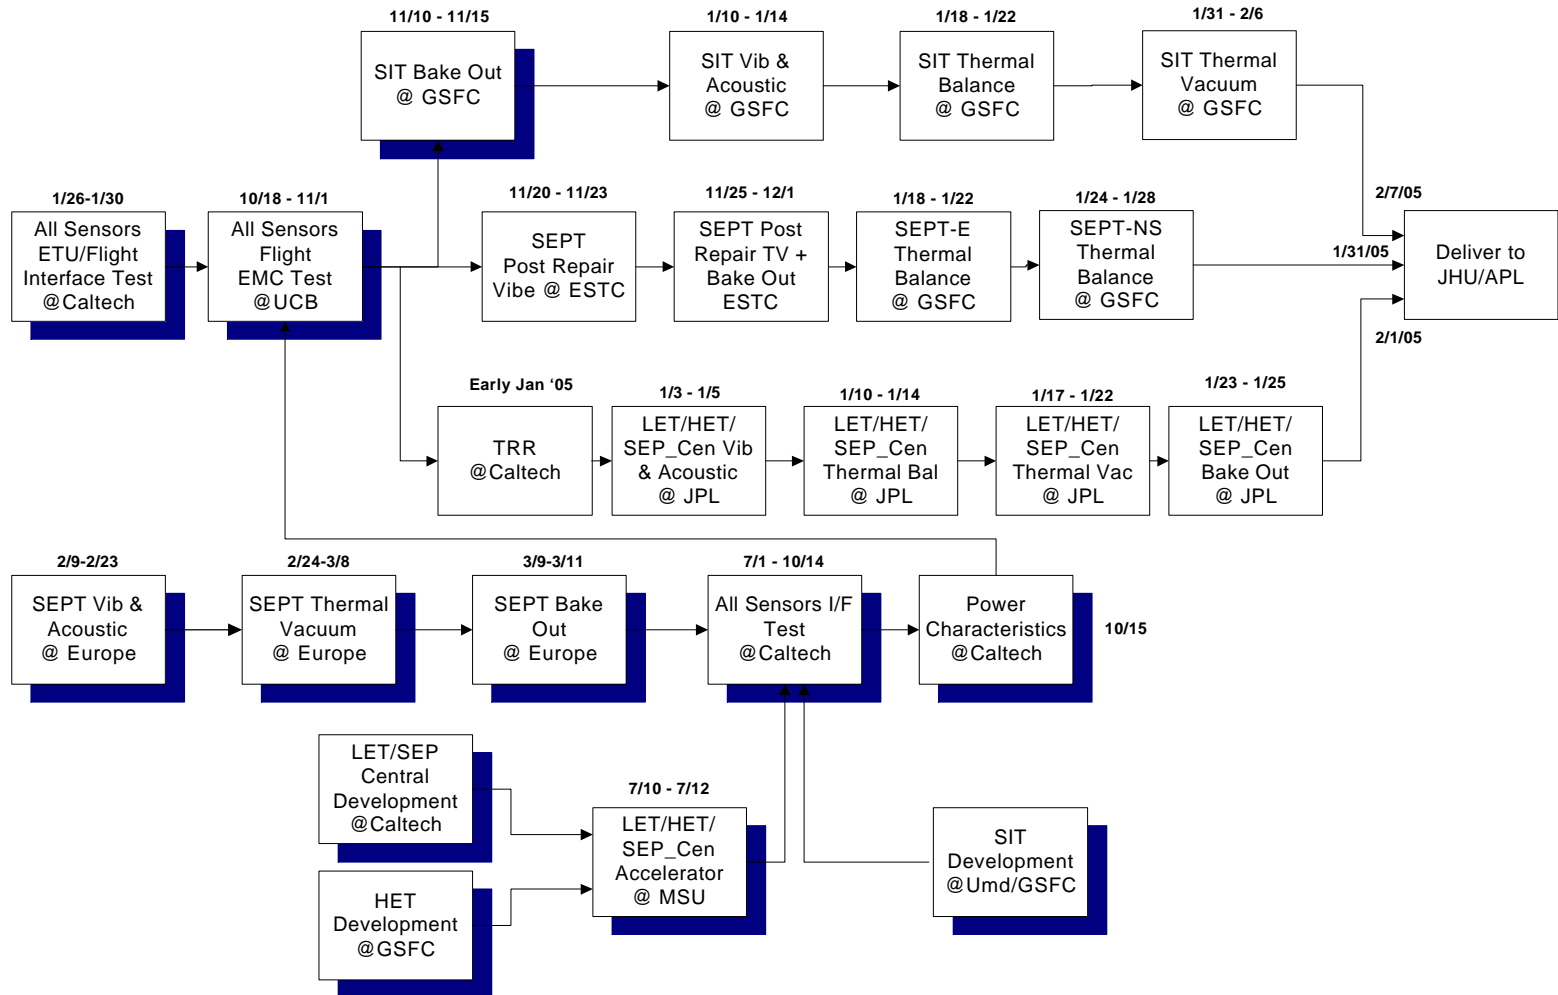 11/10 - 11/15
1/10 - 1/14
1/18 - 1/22
1/31 - 2/6
SIT Bake Out
@ GSFC
SIT Vib &
Acoustic
@ GSFC
SIT Thermal
Balance
@ GSFC
SIT Thermal
Vacuum
@ GSFC
1/26-1/30
10/18 - 11/1
11/20 - 11/23
11/25 - 12/1
1/18 - 1/22
1/24 - 1/28
2/7/05
All Sensors
ETU/Flight
Interface Test
@Caltech
All Sensors
Flight
EMC Test
@UCB
SEPT
Post Repair
Vibe @ ESTC
SEPT Post
Repair TV +
Bake Out
ESTC
SEPT-E
Thermal
Balance
@ GSFC
SEPT-NS
Thermal
Balance
@ GSFC
1/31/05
Deliver to
JHU/APL
2/1/05
Early Jan ‘05
1/3 - 1/5
1/10 - 1/14
1/17 - 1/22
1/23 - 1/25
TRR
@Caltech
LET/HET/
SEP_Cen Vib
& Acoustic
@ JPL
LET/HET/
SEP_Cen
Thermal Bal
@ JPL
LET/HET/
SEP_Cen
Thermal Vac
@ JPL
LET/HET/
SEP_Cen
Bake Out
@ JPL
2/9-2/23
2/24-3/8
3/9-3/11
7/1 - 10/14
SEPT Vib &
Acoustic
@ Europe
SEPT Thermal
Vacuum
@ Europe
SEPT Bake
Out
@ Europe
All Sensors I/F
Test
@Caltech
Power
Characteristics
@Caltech
10/15
LET/SEP
Central
Development
@Caltech
7/10 - 7/12
LET/HET/
SEP_Cen
Accelerator
@ MSU
SIT
Development
@Umd/GSFC
HET
Development
@GSFC